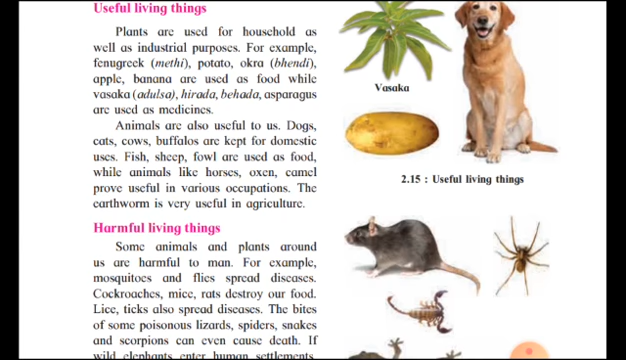 Useful living things
Plants are used for household as
well as industrial purposes. For example,
fenugreek (methi), potato, okra (bhendi),
apple, banana are used as food while
vasaka (adulsa), hirada, behada, asparagus
are used as medicines.
Animals are also useful to us. Dogs,
cats, cows, buffalos are kept for domestic
uses. Fish, sheep, fowl are used as food,
while animals like horses, oxen, camel
prove useful in various occupations. The
earthworm is very useful in agriculture.
Vasaka
2.15 : Useful living things
Harmful living things
Some animals and plants around
us are harmful to man. For example,
mosquitoes and flies spread diseases.
Cockroaches, mice, rats destroy our food.
Lice, ticks also spread diseases. The bites
of some poisonous lizards, spiders, snakes
and scorpions can even cause death. If
wild elephants enter human settlements,